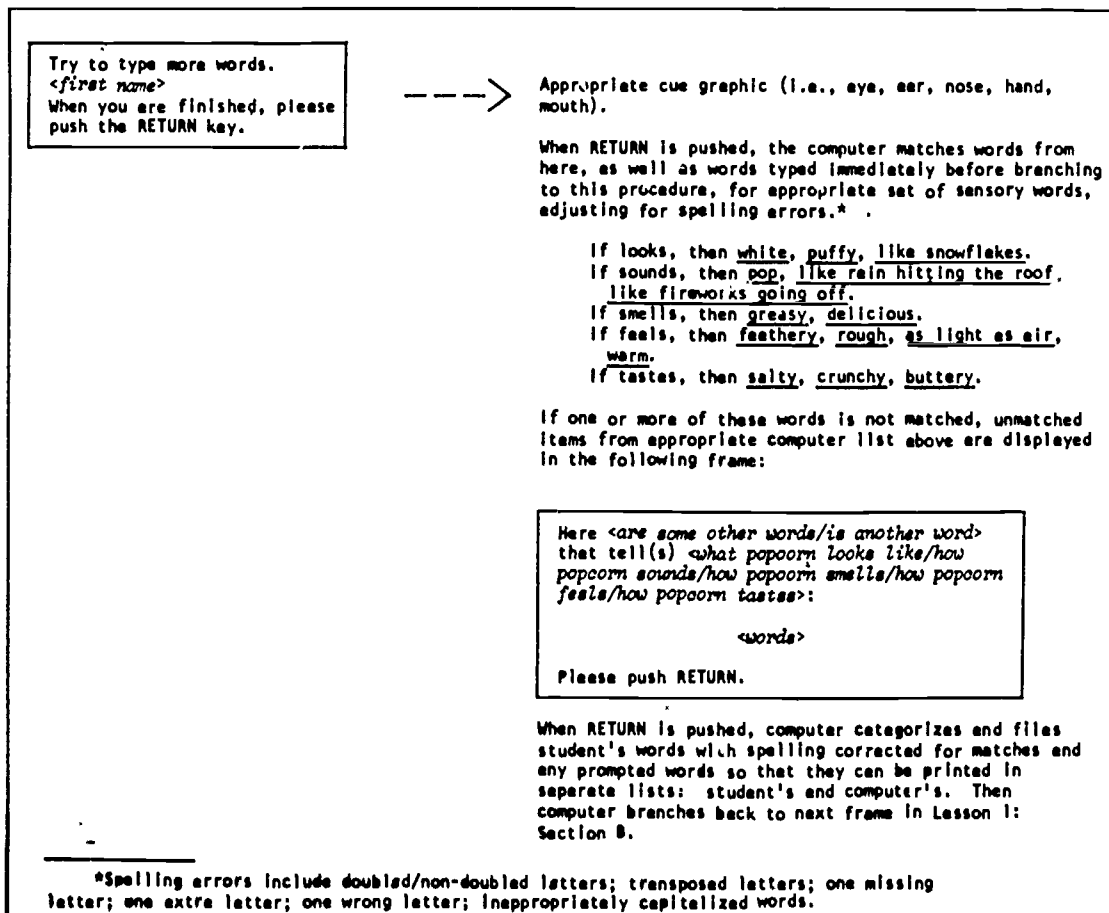 Try to type more words.
<first name>
When you are finished, please
push the RETURN key.
Appropriate cue graphic (i.e., eye, ear, nose, hand,
mouth).
When RETURN is pushed, the computer matches words from
here, as well as words typed immediately before branching
to this procedure, for appropriate set of sensory words,
adjusting for spelling errors.* .
If looks, then white, puffy, like snowflakes.
If sounds, then pop, like rain hitting the roof,
like fireworks going off.
If smells, then greasy, delicious.
If feels, then feathery, rough, as light as air,
warm.
If tastes, then salty, crunchy, buttery.
If one or more of these words is not matched, unmatched
items from appropriate computer list above are displayed
in the following frame:
Here <are some other words/is another word>
that tell(s) <what popcorn looks like/how
popcorn sounds/how popcorn smells/how popcorn
feels/how popcorn tastes>:
<words>
Please push RETURN.
When RETURN is pushed, computer categorizes and files
student's words with spelling corrected for matches and
any prompted words so that they can be printed in
separate lists: student's and computer's. Then
computer branches back to next frame in Lesson 1:
Section B.
*Spelling errors include doubled/non-doubled letters; transposed letters; one missing
letter; one extra letter; one wrong letter; inappropriately capitalized words.